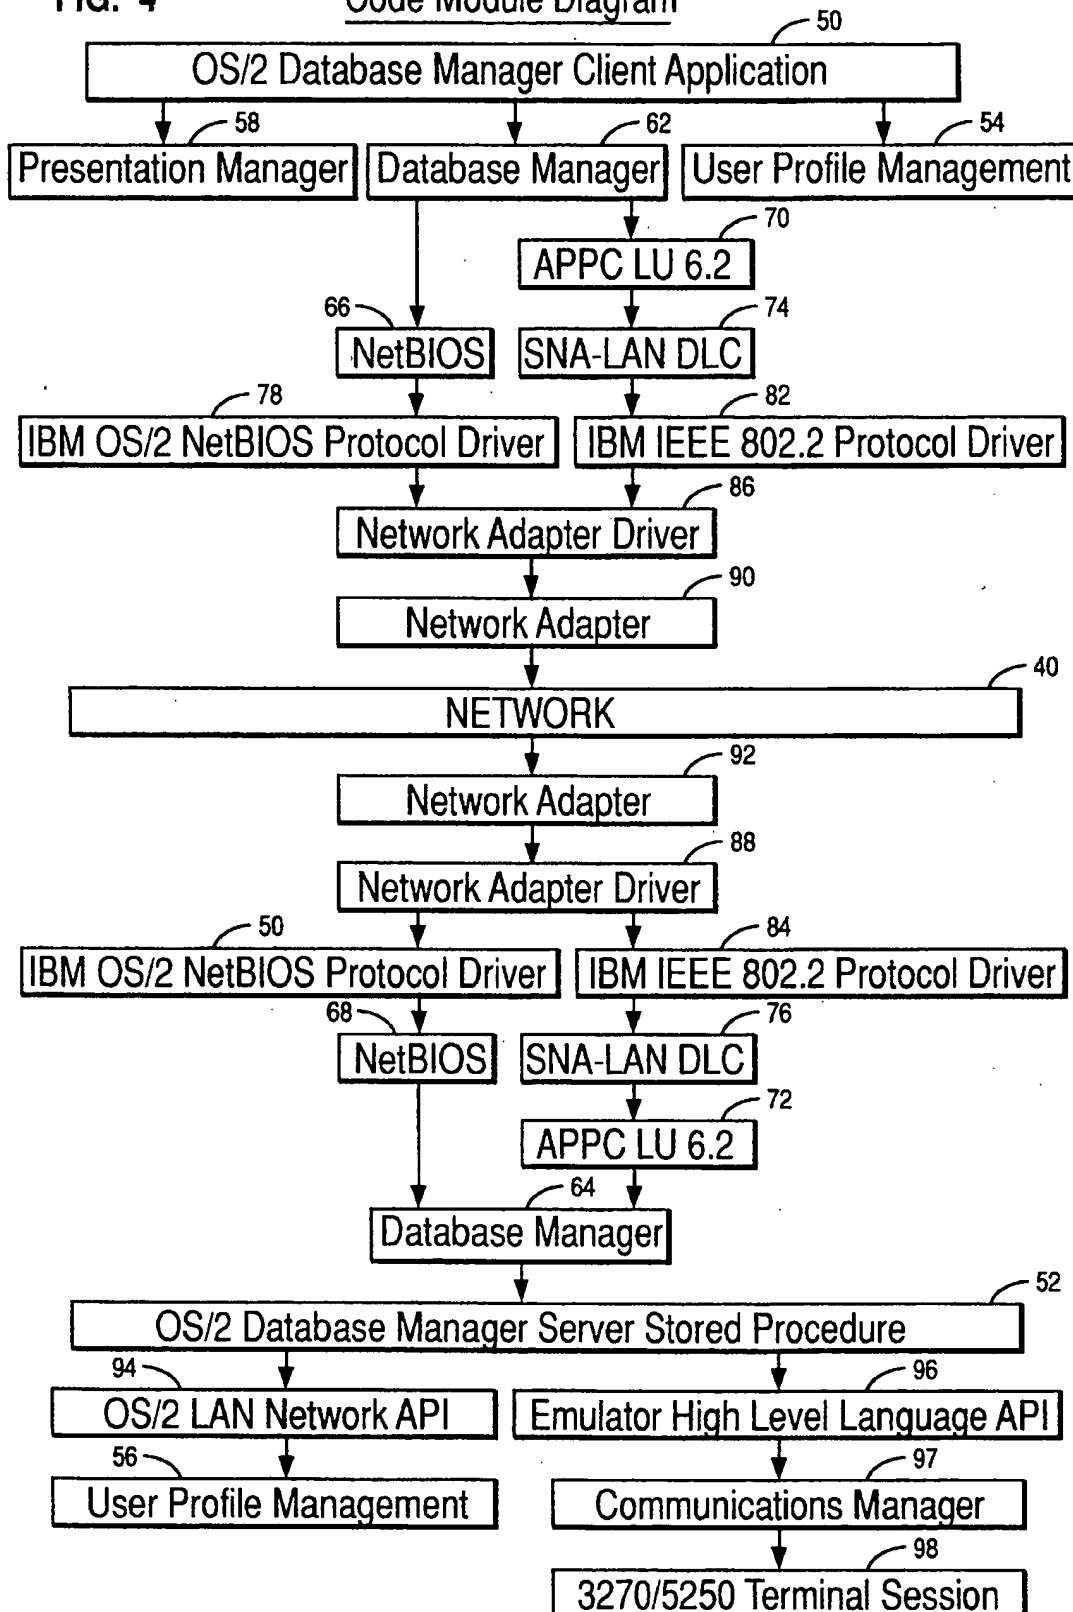 FIG. 4
Code Module Diagram
50
OS/2 Database Manager Client Application
58
62
54
Presentation Manager
Database Manager
User Profile Management
70
APPC LU 6.2
66
74
NetBIOS
SNA-LAN DLC
78
82
IBM OS/2 NetBIOS Protocol Driver
IBM IEEE 802.2 Protocol Driver
86
Network Adapter Driver
90
Network Adapter
40
NETWORK
92
Network Adapter
88
Network Adapter Driver
50
84
IBM OS/2 NetBIOS Protocol Driver
IBM IEEE 802.2 Protocol Driver
68
76
NetBIOS
SNA-LAN DLC
72
APPC LU 6.2
64
Database Manager
52
OS/2 Database Manager Server Stored Procedure
94
96
OS/2 LAN Network API
Emulator High Level Language API
56
97
User Profile Management
Communications Manager
98
3270/5250 Terminal Session